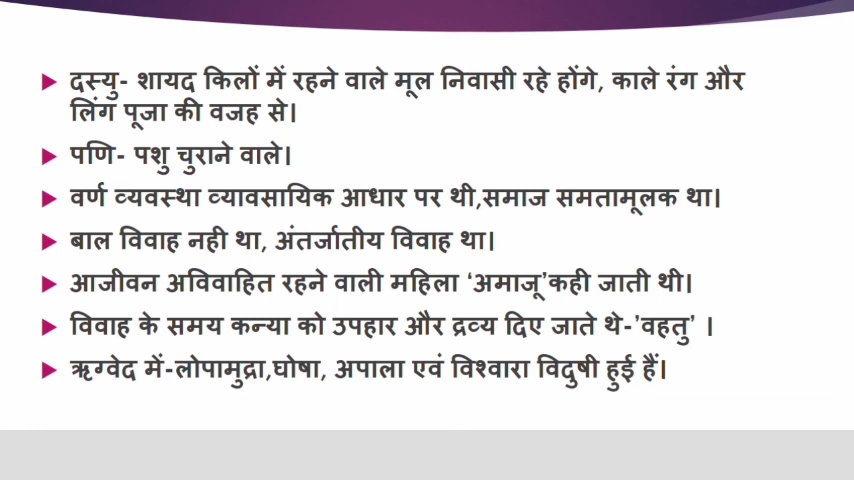 दस्यु- शायद किलों में रहने वाले मूल निवासी रहे होंगे, काले रंग और
लिंग पूजा की वजह से।
पणि- पशु चुराने वाले।
वर्ण व्यवस्था व्यावसायिक आधार पर थी,समाज समतामूलक था।
बाल विवाह नही था, अंतर्जातीय विवाह था।
आजीवन अविवाहित रहने वाली महिला ‘अमाजू’कही जाती थी।
विवाह के समय कन्या को उपहार और द्रव्य दिए जाते थे-’वहतु’ ।
ऋग्वेद में-लोपामुद्रा,घोषा, अपाला एवं विश्वारा विदुषी हुई हैं।